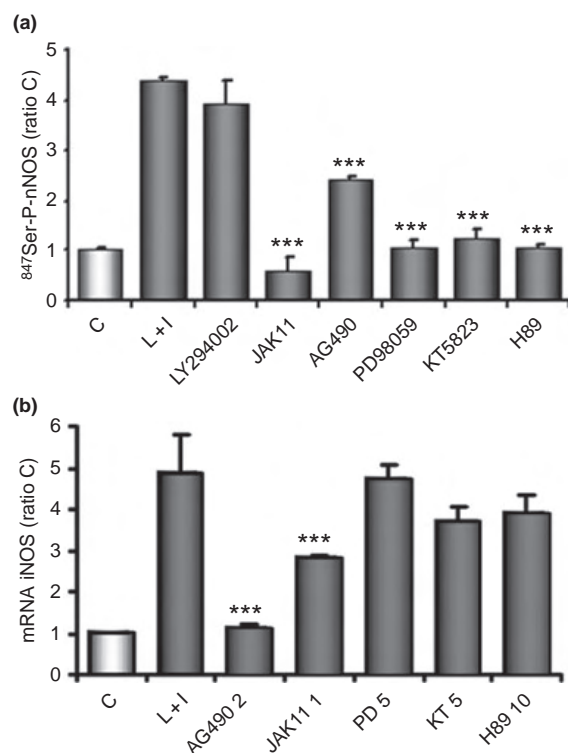 (a)
⁸⁴⁷Ser-P-nNOS (ratio C)
5
4
3
2
1
0
***
***
***
***
***
C
L+I
LY294002
JAK11
AG490
PD98059
KT5823
H89
(b)
mRNA iNOS (ratio C)
6
5
4
3
2
1
0
***
***
C
L+I
AG490 2
JAK11 1
PD 5
KT 5
H89 10